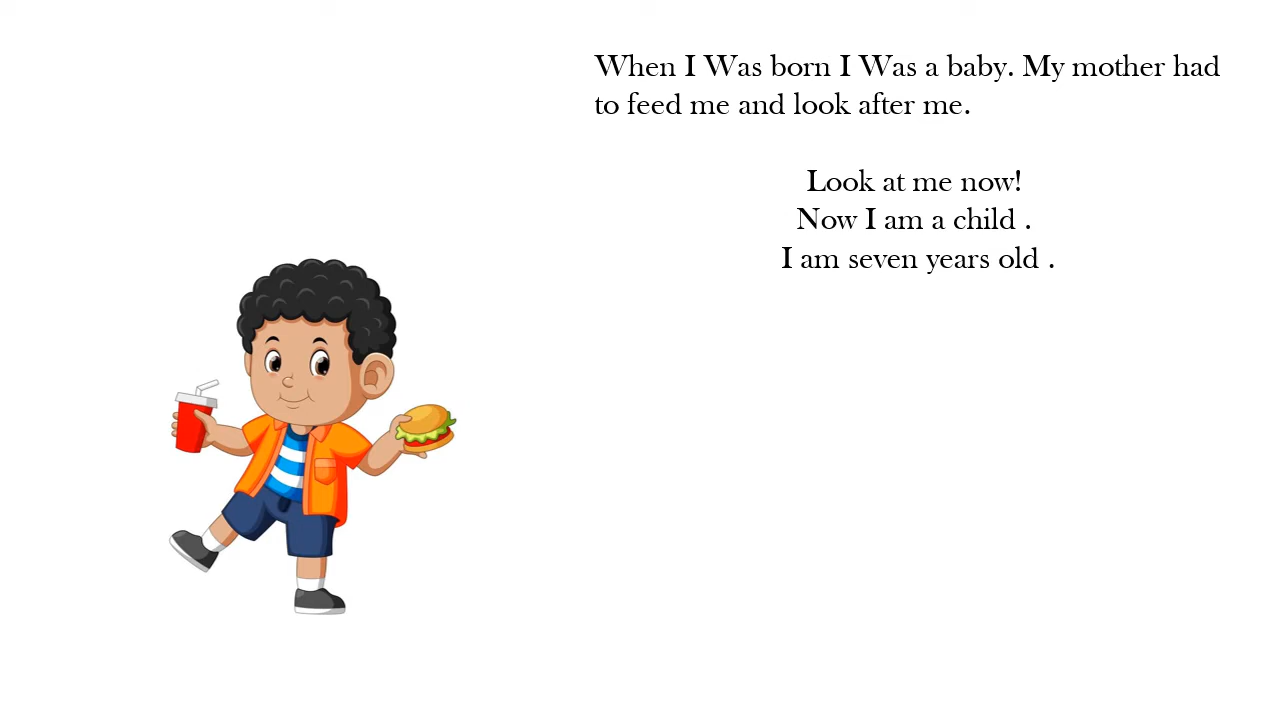 When I Was born I Was a baby. My mother had
to feed me and look after me.
Look at me now!
Now I am a child .
I am seven years old .